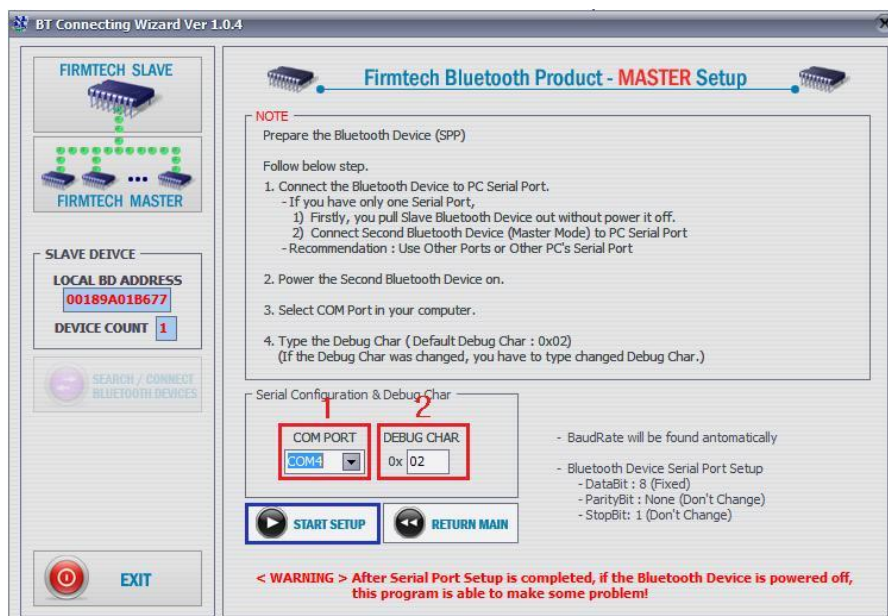 BT Connecting Wizard Ver 1.0.4
FIRMTECH SLAVE
FIRMTECH MASTER
SLAVE DEIVCE
LOCAL BD ADDRESS
00189A01B677
DEVICE COUNT 1
SEARCH / CONNECT
BLUETOOTH DEVICES
EXIT
Firmtech Bluetooth Product - MASTER Setup
NOTE
Prepare the Bluetooth Device (SPP)
Follow below step.
1. Connect the Bluetooth Device to PC Serial Port.
- If you have only one Serial Port,
1) Firstly, you pull Slave Bluetooth Device out without power it off.
2) Connect Second Bluetooth Device (Master Mode) to PC Serial Port
- Recommendation : Use Other Ports or Other PC's Serial Port
2. Power the Second Bluetooth Device on.
3. Select COM Port in your computer.
4. Type the Debug Char ( Default Debug Char : 0x02)
(If the Debug Char was changed, you have to type changed Debug Char.)
Serial Configuration & Debug Char
1 2
COM PORT DEBUG CHAR
COM4 0x 02
START SETUP RETURN MAIN
- BaudRate will be found antomatically
- Bluetooth Device Serial Port Setup
- DataBit : 8 (Fixed)
- ParityBit : None (Don't Change)
- StopBit: 1 (Don't Change)
< WARNING > After Serial Port Setup is completed, if the Bluetooth Device is powered off,
this program is able to make some problem!